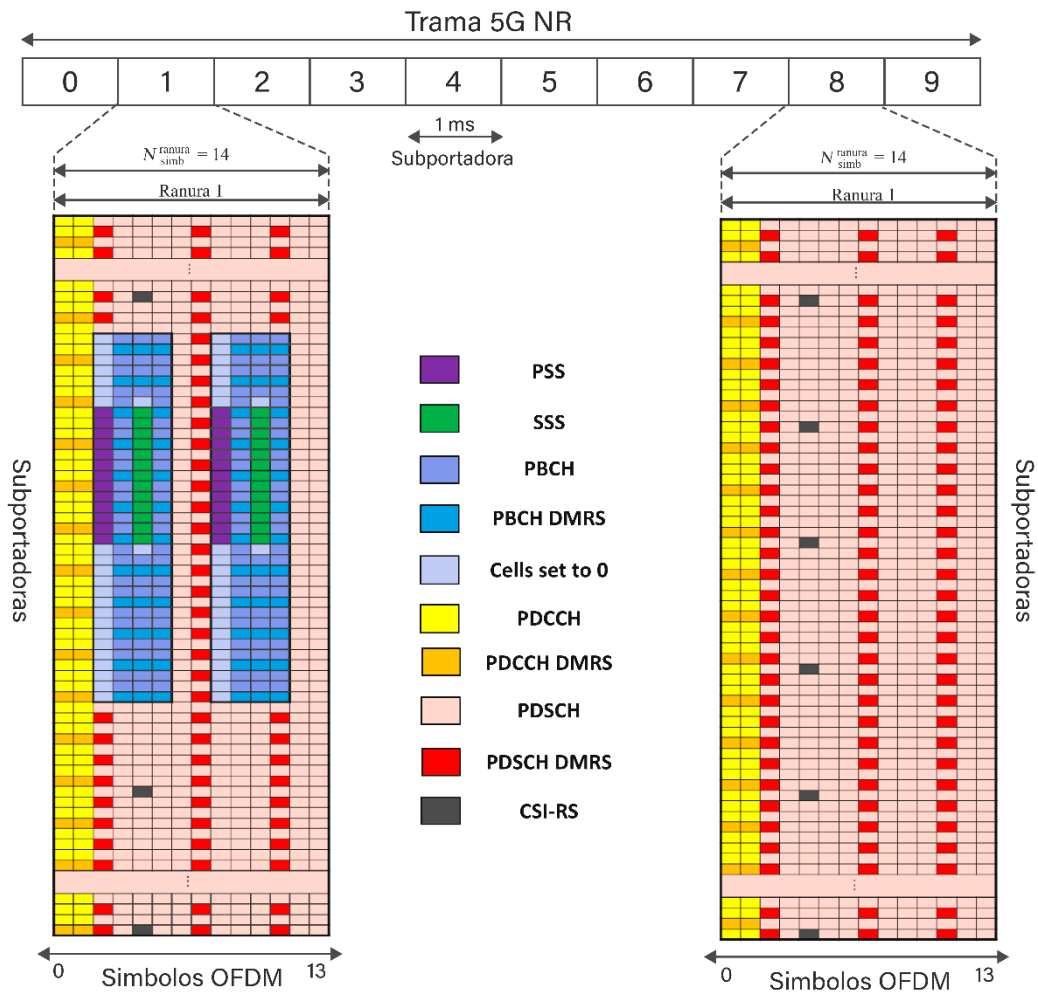 Trama 5G NR
0 1 2 3 4 5 6 7 8 9
1 ms
Subportadora
N ranura simb = 14
Ranura 1
N ranura simb = 14
Ranura 1
Subportadoras
PSS
SSS
PBCH
PBCH DMRS
Cells set to 0
PDCCH
PDCCH DMRS
PDSCH
PDSCH DMRS
CSI-RS
Subportadoras
0 Simbolos OFDM 13
0 Simbolos OFDM 13